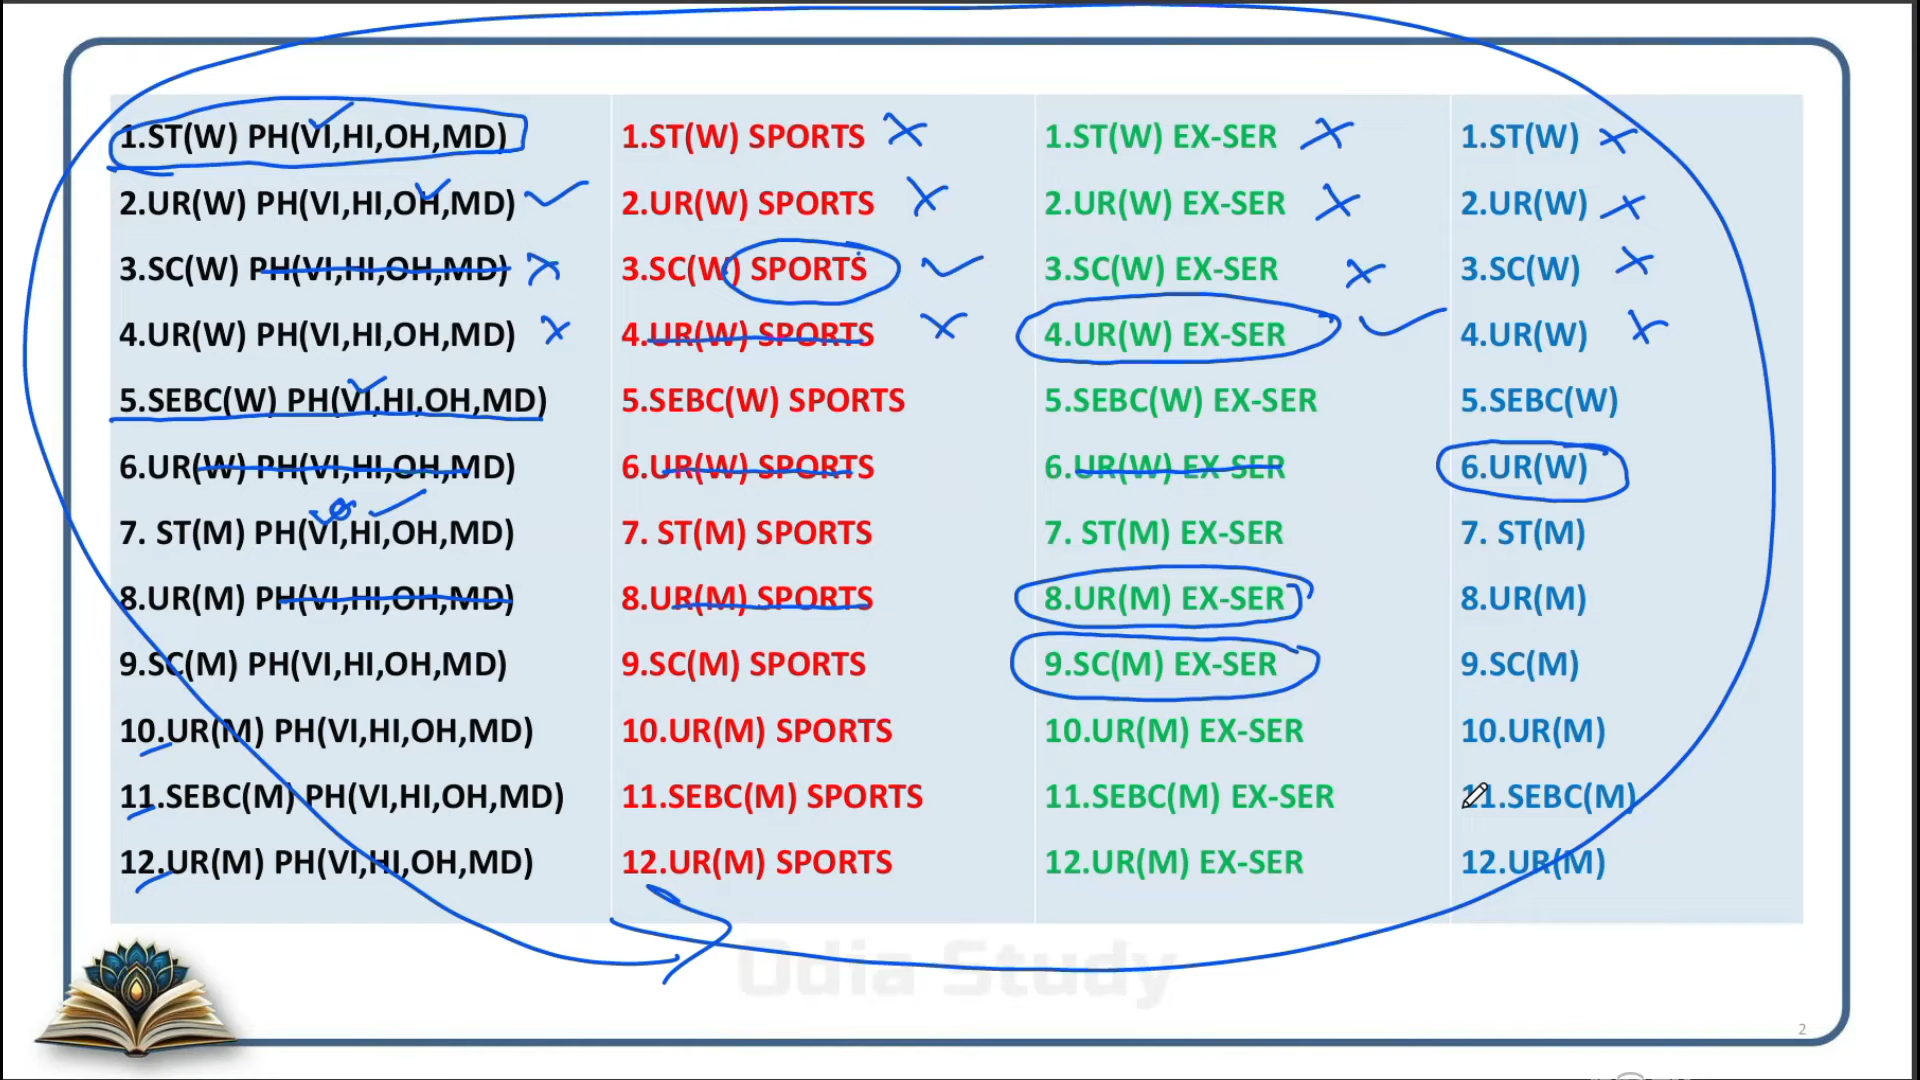 1.ST(W) PH(VI,HI,OH,MD)
2.UR(W) PH(VI,HI,OH,MD)
3.SC(W) PH(VI,HI,OH,MD)
4.UR(W) PH(VI,HI,OH,MD)
5.SEBC(W) PH(VI,HI,OH,MD)
6.UR(W) PH(VI,HI,OH,MD)
7. ST(M) PH(VI,HI,OH,MD)
8.UR(M) PH(VI,HI,OH,MD)
9.SC(M) PH(VI,HI,OH,MD)
10.UR(M) PH(VI,HI,OH,MD)
11.SEBC(M) PH(VI,HI,OH,MD)
12.UR(M) PH(VI,HI,OH,MD)
1.ST(W) SPORTS
2.UR(W) SPORTS
3.SC(W) SPORTS
4.UR(W) SPORTS
5.SEBC(W) SPORTS
6.UR(W) SPORTS
7. ST(M) SPORTS
8.UR(M) SPORTS
9.SC(M) SPORTS
10.UR(M) SPORTS
11.SEBC(M) SPORTS
12.UR(M) SPORTS
1.ST(W) EX-SER
2.UR(W) EX-SER
3.SC(W) EX-SER
4.UR(W) EX-SER
5.SEBC(W) EX-SER
6.UR(W) EX-SER
7. ST(M) EX-SER
8.UR(M) EX-SER
9.SC(M) EX-SER
10.UR(M) EX-SER
11.SEBC(M) EX-SER
12.UR(M) EX-SER
1.ST(W)
2.UR(W)
3.SC(W)
4.UR(W)
5.SEBC(W)
6.UR(W)
7. ST(M)
8.UR(M)
9.SC(M)
10.UR(M)
11.SEBC(M)
12.UR(M)
Odia Study
2